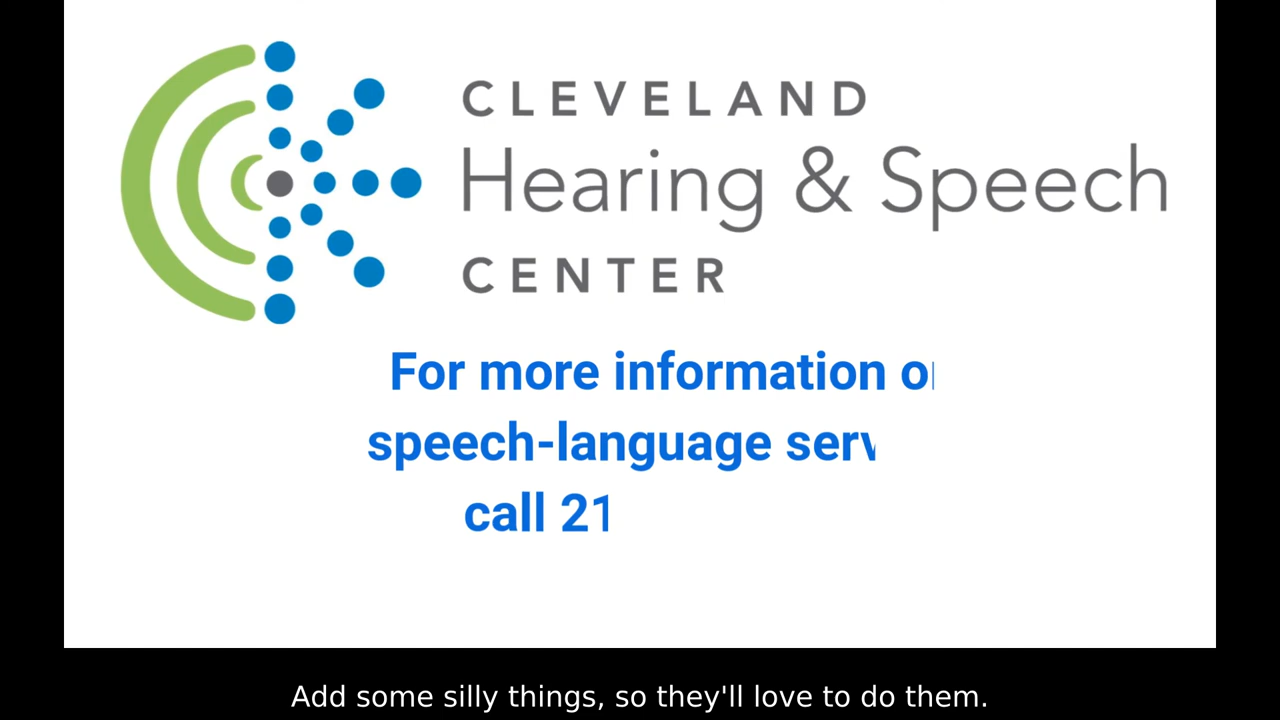 CLEVELAND
Hearing & Speech
CENTER
For more information
speech-language
call 21
Add some silly things, so they'll love to do them.